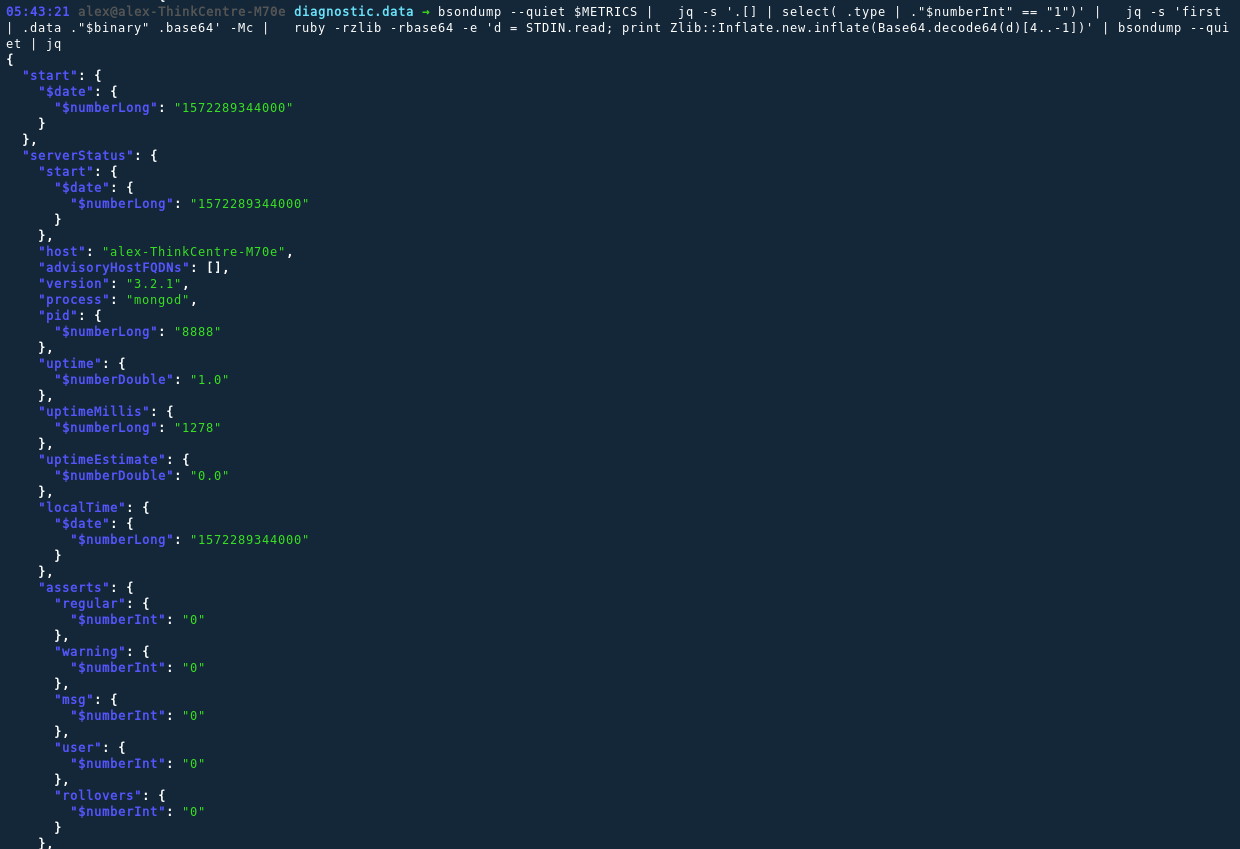 05:43:21 alex@alex-ThinkCentre-M70e diagnostic.data → bsondump --quiet $METRICS |   jq -s '.[] | select( .type | ."$numberInt" == "1")' |   jq -s 'first
| .data ."$binary" .base64' -Mc |   ruby -rzlib -rbase64 -e 'd = STDIN.read; print Zlib::Inflate.new.inflate(Base64.decode64(d)[4..-1])' | bsondump --qui
et | jq
{
  "start": {
    "$date": {
      "$numberLong": "1572289344000"
    }
  },
  "serverStatus": {
    "start": {
      "$date": {
        "$numberLong": "1572289344000"
      }
    },
    "host": "alex-ThinkCentre-M70e",
    "advisoryHostFQDNs": [],
    "version": "3.2.1",
    "process": "mongod",
    "pid": {
      "$numberLong": "8888"
    },
    "uptime": {
      "$numberDouble": "1.0"
    },
    "uptimeMillis": {
      "$numberLong": "1278"
    },
    "uptimeEstimate": {
      "$numberDouble": "0.0"
    },
    "localTime": {
      "$date": {
        "$numberLong": "1572289344000"
      }
    },
    "asserts": {
      "regular": {
        "$numberInt": "0"
      },
      "warning": {
        "$numberInt": "0"
      },
      "msg": {
        "$numberInt": "0"
      },
      "user": {
        "$numberInt": "0"
      },
      "rollovers": {
        "$numberInt": "0"
      }
    },